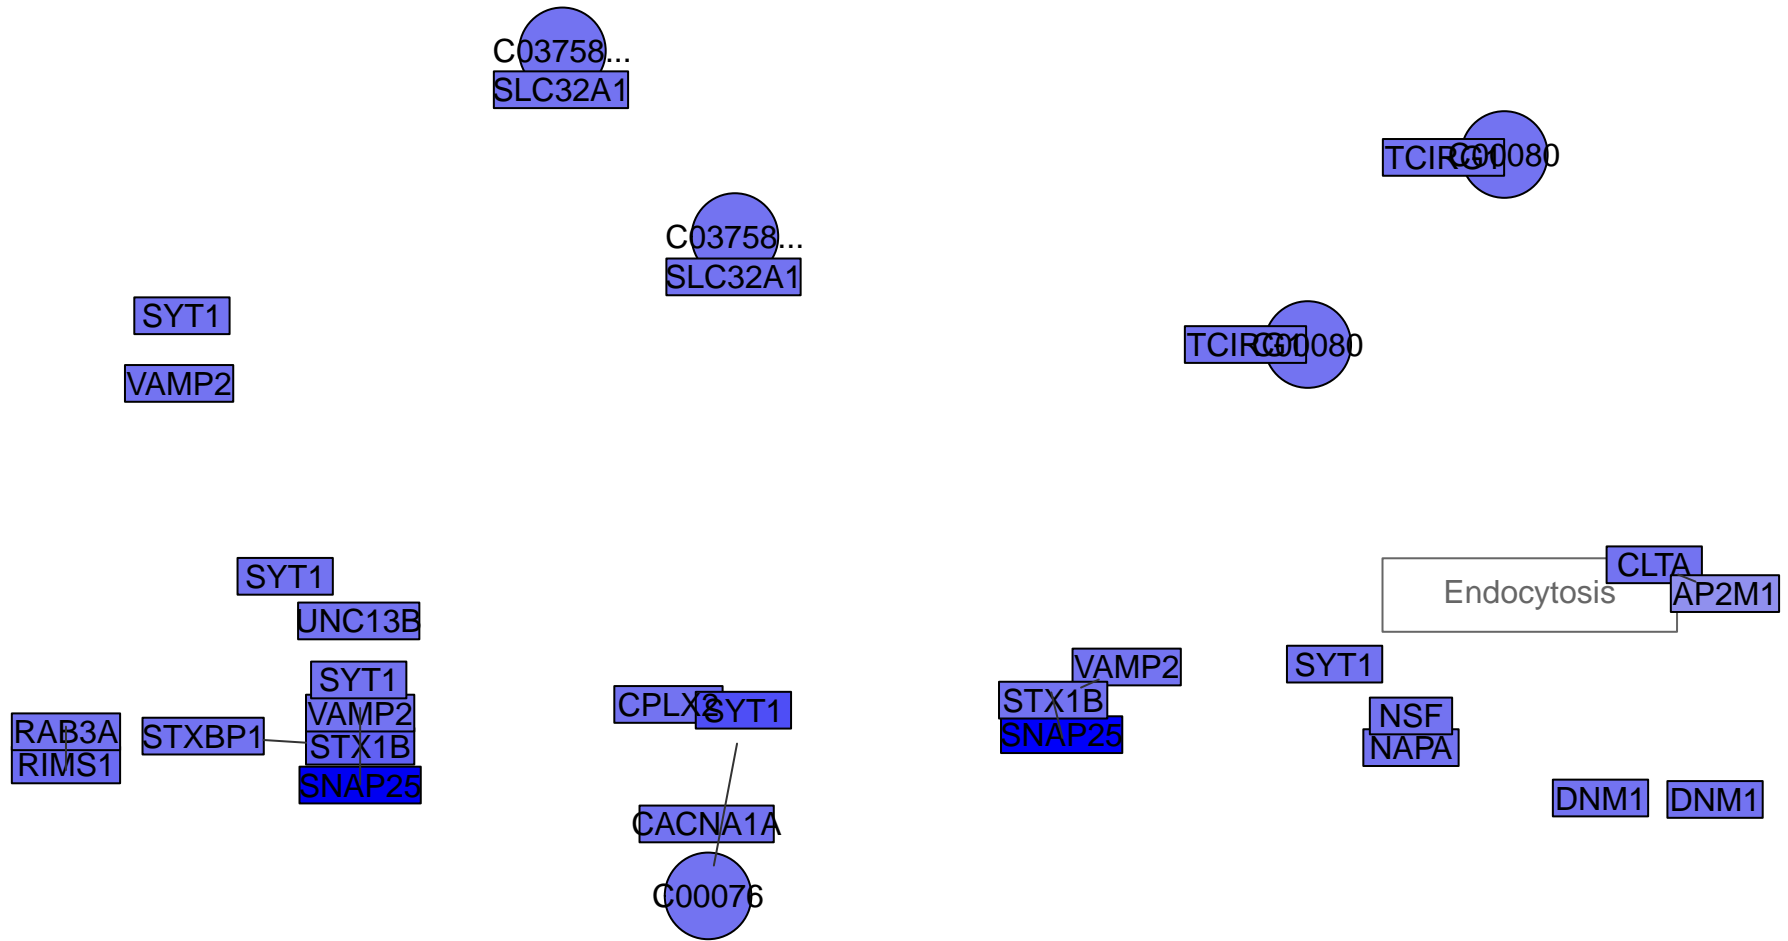 C03758...
SLC32A1
TCIRG1
C00080
C03758...
SLC32A1
SYT1
TCIRG1
C00080
VAMP2
SYT1
CLTA
Endocytosis
AP2M1
UNC13B
VAMP2
SYT1
SYT1
STX1B
CPLX2
SYT1
VAMP2
NSF
RAB3A
STXBP1
STX1B
SNAP25
NAPA
RIMS1
SNAP25
DNM1
DNM1
CACNA1A
C00076